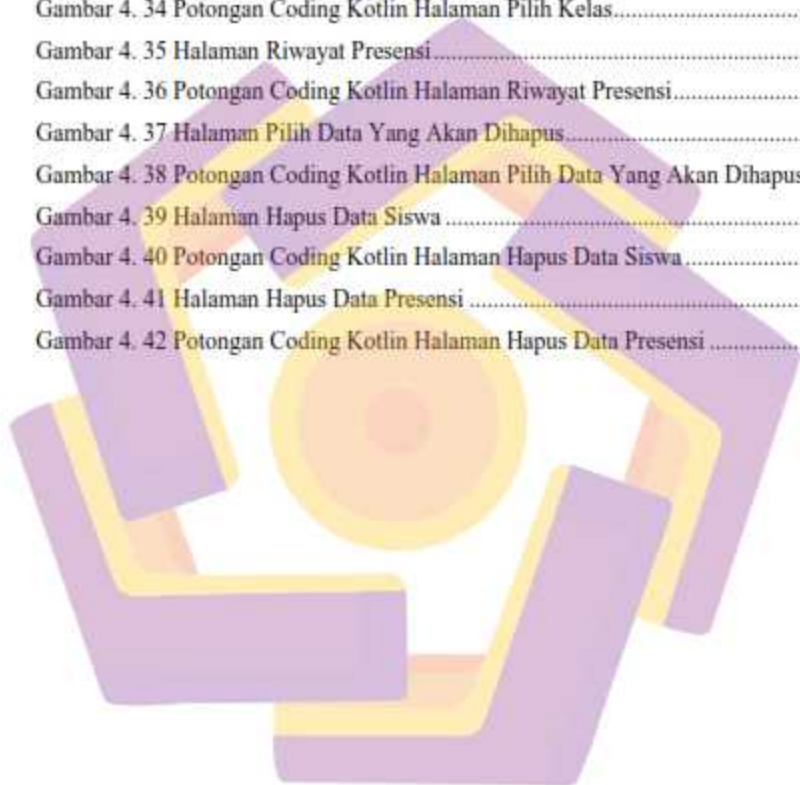 Gambar 4. 34 Potongan Coding Kotlin Halaman Pilih Kelas..............................
Gambar 4. 35 Halaman Riwayat Presensi..............................................................
Gambar 4. 36 Potongan Coding Kotlin Halaman Riwayat Presensi.....................
Gambar 4. 37 Halaman Pilih Data Yang Akan Dihapus.......................................
Gambar 4. 38 Potongan Coding Kotlin Halaman Pilih Data Yang Akan Dihapus
Gambar 4. 39 Halaman Hapus Data Siswa ...........................................................
Gambar 4. 40 Potongan Coding Kotlin Halaman Hapus Data Siswa...................
Gambar 4. 41 Halaman Hapus Data Presensi .......................................................
Gambar 4. 42 Potongan Coding Kotlin Halaman Hapus Data Presensi ...............